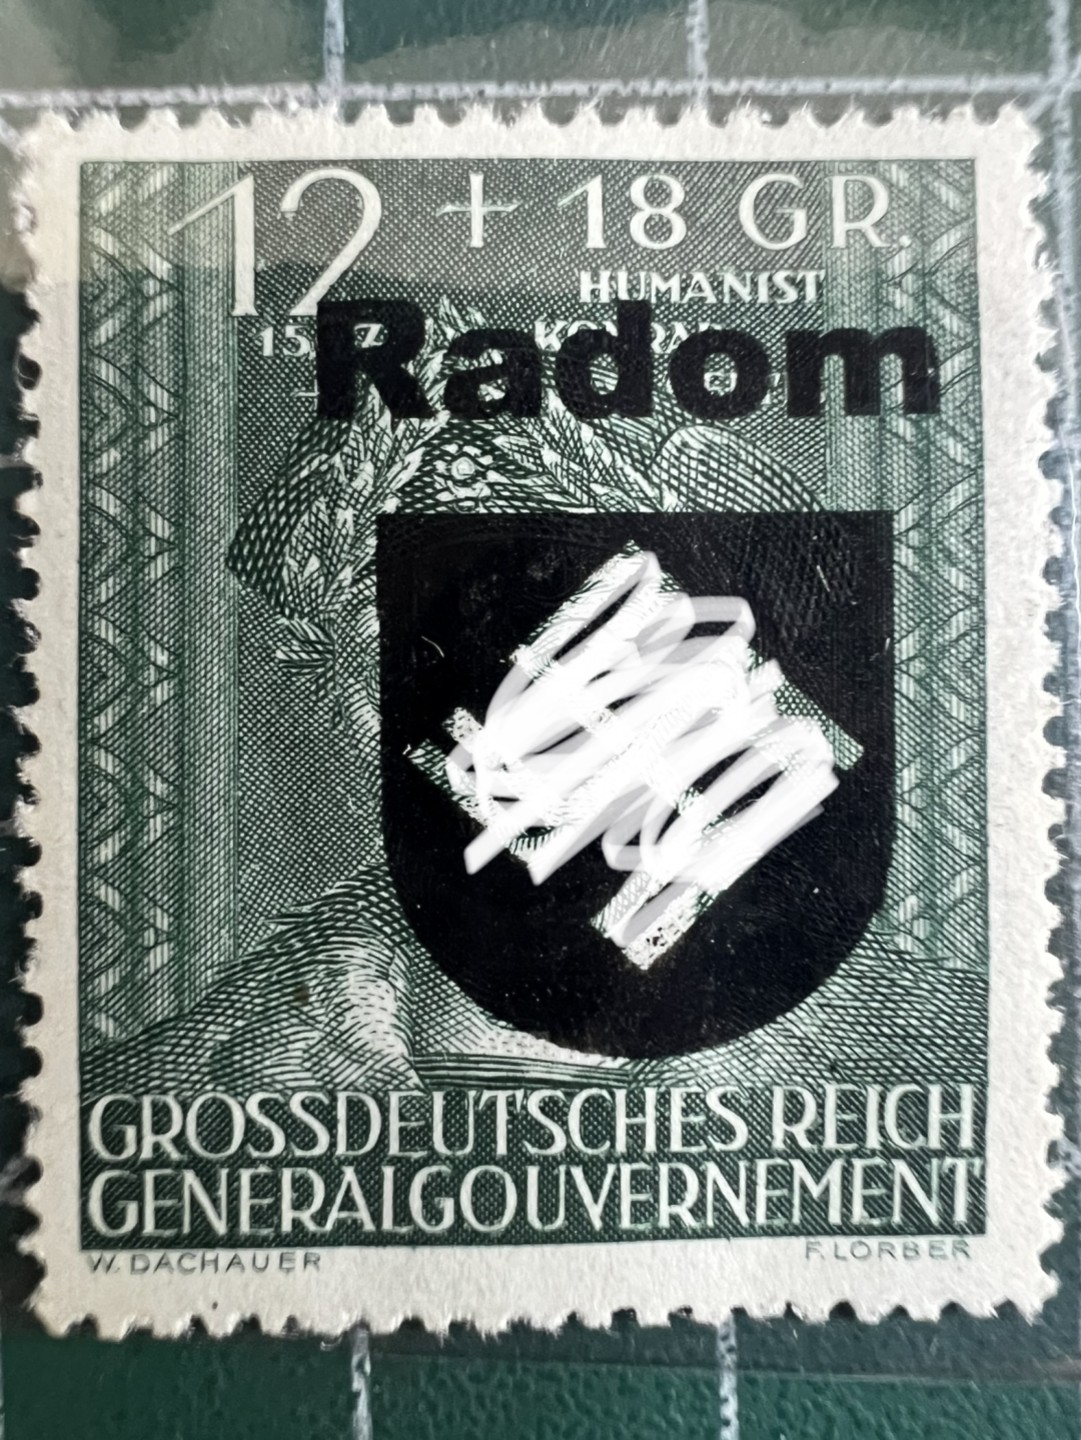 12 + 18 GR.
HUMANIST
Radom
GROSSDEUTSCHES REICH
GENERALGOUVERNEMENT
W. DACHAUER F. LORBER